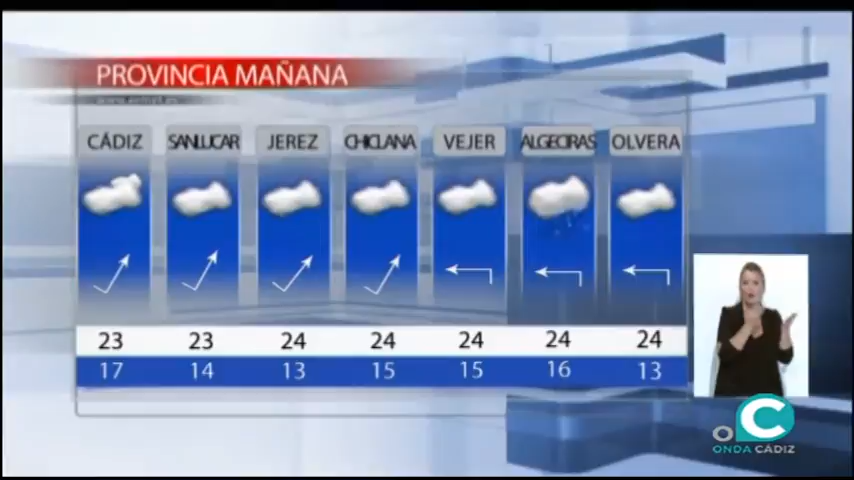 PROVINCIA MAÑANA
CÁDIZ SANLUCAR JEREZ CHICLANA VEJER ALGECIRAS OLVERA
23 23 24 24 24 24 24
17 14 13 15 15 16 13
O C
ONDA CÁDIZ